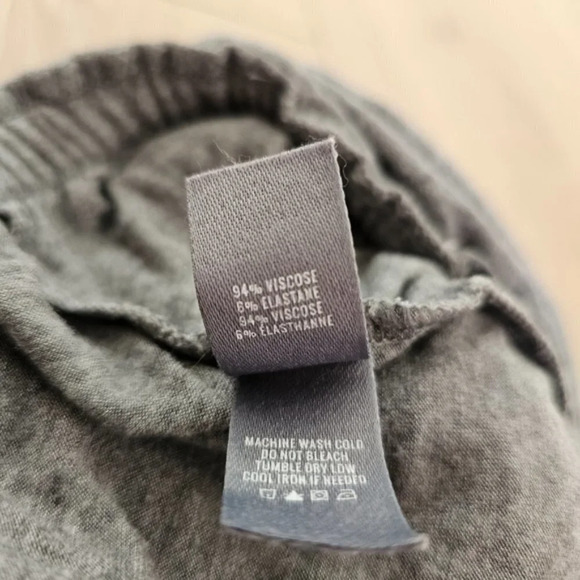 94% VISCOSE
6% ELASTANE
94% VISCOSE
6% ÉLASTHANNE
MACHINE WASH COLD
DO NOT BLEACH
TUMBLE DRY LOW
COOL IRON IF NEEDED